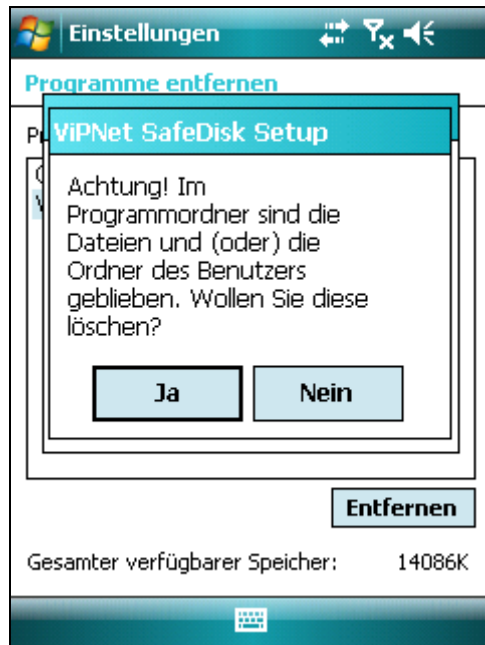 Einstellungen
Programme entfernen
ViPNet SafeDisk Setup
Achtung! Im
Programmordner sind die
Dateien und (oder) die
Ordner des Benutzers
geblieben. Wollen Sie diese
löschen?
Ja
Nein
Entfernen
Gesamter verfügbarer Speicher: 14086K